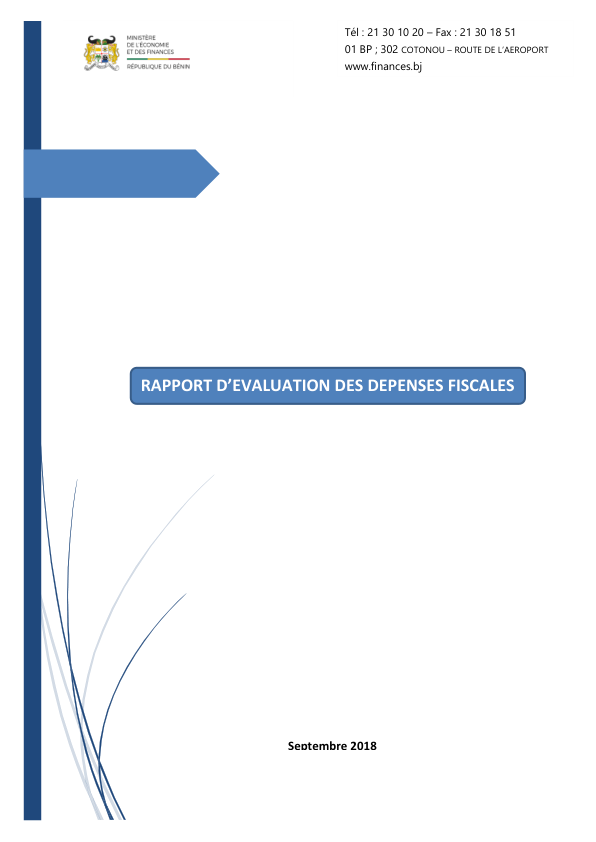 MINISTÈRE
DE L'ÉCONOMIE
ET DES FINANCES
RÉPUBLIQUE DU BÉNIN
Tél : 21 30 10 20 – Fax : 21 30 18 51
01 BP ; 302 COTONOU – ROUTE DE L'AEROPORT
www.finances.bj
RAPPORT D'EVALUATION DES DEPENSES FISCALES
Septembre 2018